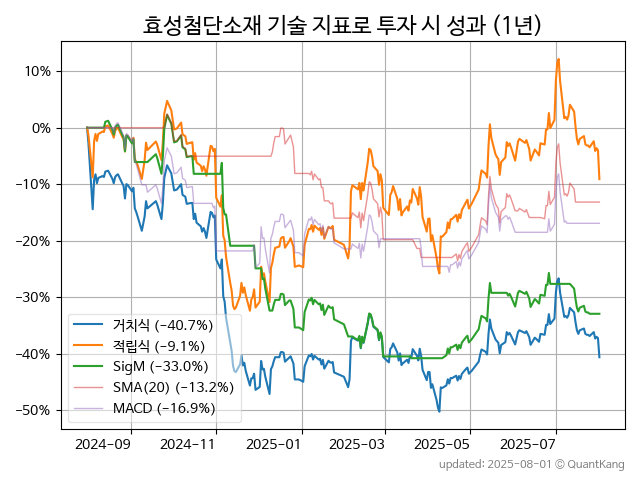 효성첨단소재 기술 지표로 투자 시 성과 (1년)
10%
0%
−10%
−20%
−30%
−40%
−50%
거치식 (−40.7%)
적립식 (−9.1%)
SigM (−33.0%)
SMA(20) (−13.2%)
MACD (−16.9%)
2024-09
2024-11
2025-01
2025-03
2025-05
2025-07
updated: 2025-08-01 © QuantKang